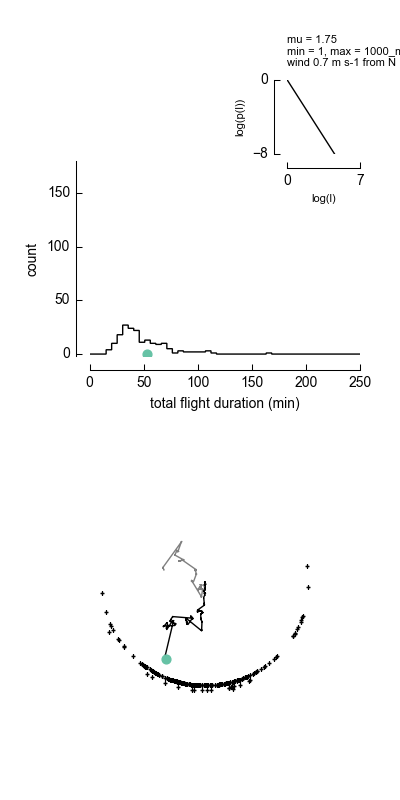 mu = 1.75
min = 1, max = 1000_m
wind 0.7 m s-1 from N
0
log(p(l))
−8
0
7
log(l)
150
100
50
0
count
0
50
100
150
200
250
total flight duration (min)